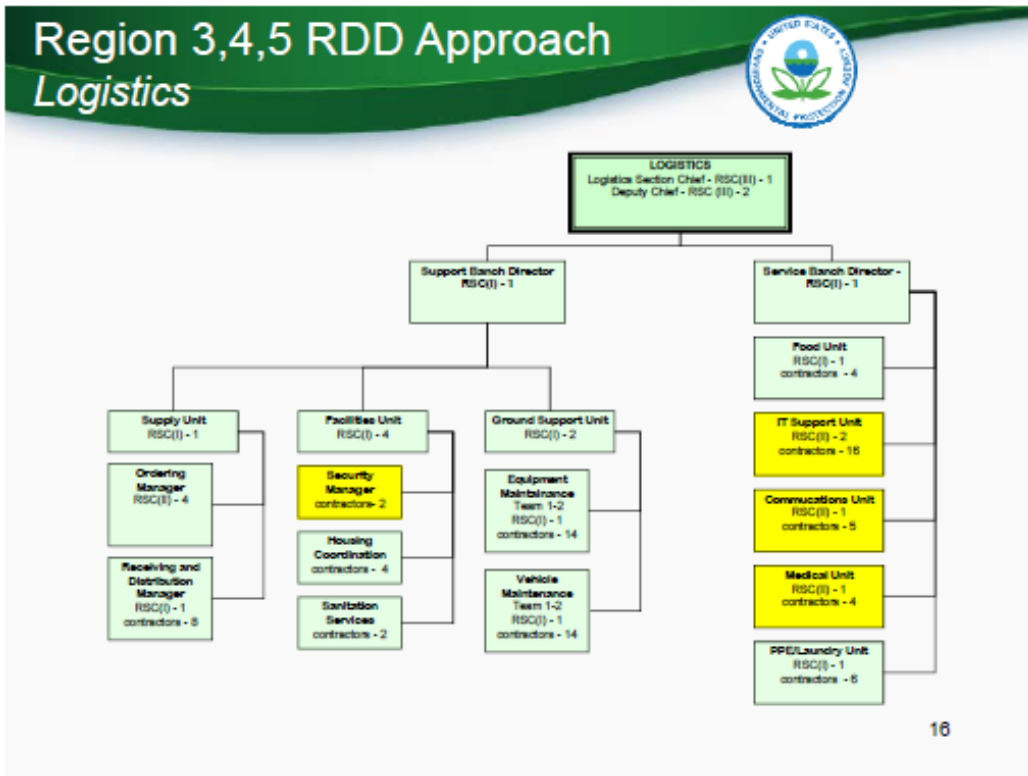 Region 3,4,5 RDD Approach
Logistics
UNITED STATES
ENVIRONMENTAL PROTECTION AGENCY
LOGISTICS
Logistics Section Chief - RSC(III) - 1
Deputy Chief - RSC (III) - 2
Support Banch Director
RSC(I) - 1
Service Banch Director -
RSC(I) - 1
Supply Unit
RSC(I) - 1
Ordering
Manager
RSC(II) - 4
Receiving and
Distribution
Manager
RSC(I) - 1
contractors - 8
Facilities Unit
RSC(I) - 4
Security
Manager
contractors- 2
Housing
Coordination
contractors - 4
Sanitation
Services
contractors - 2
Ground Support Unit
RSC(I) - 2
Equipment
Maintainance
Team 1-2
RSC(I) - 1
contractors - 14
Vehicle
Maintenance
Team 1-2
RSC(I) - 1
contractors - 14
Food Unit
RSC(I) - 1
contractors - 4
IT Support Unit
RSC(II) - 2
contractors - 16
Commucations Unit
RSC(II) - 1
contractors - 5
Medical Unit
RSC(II) - 1
contractors - 4
PPE/Laundry Unit
RSC(I) - 1
contractors - 6
16